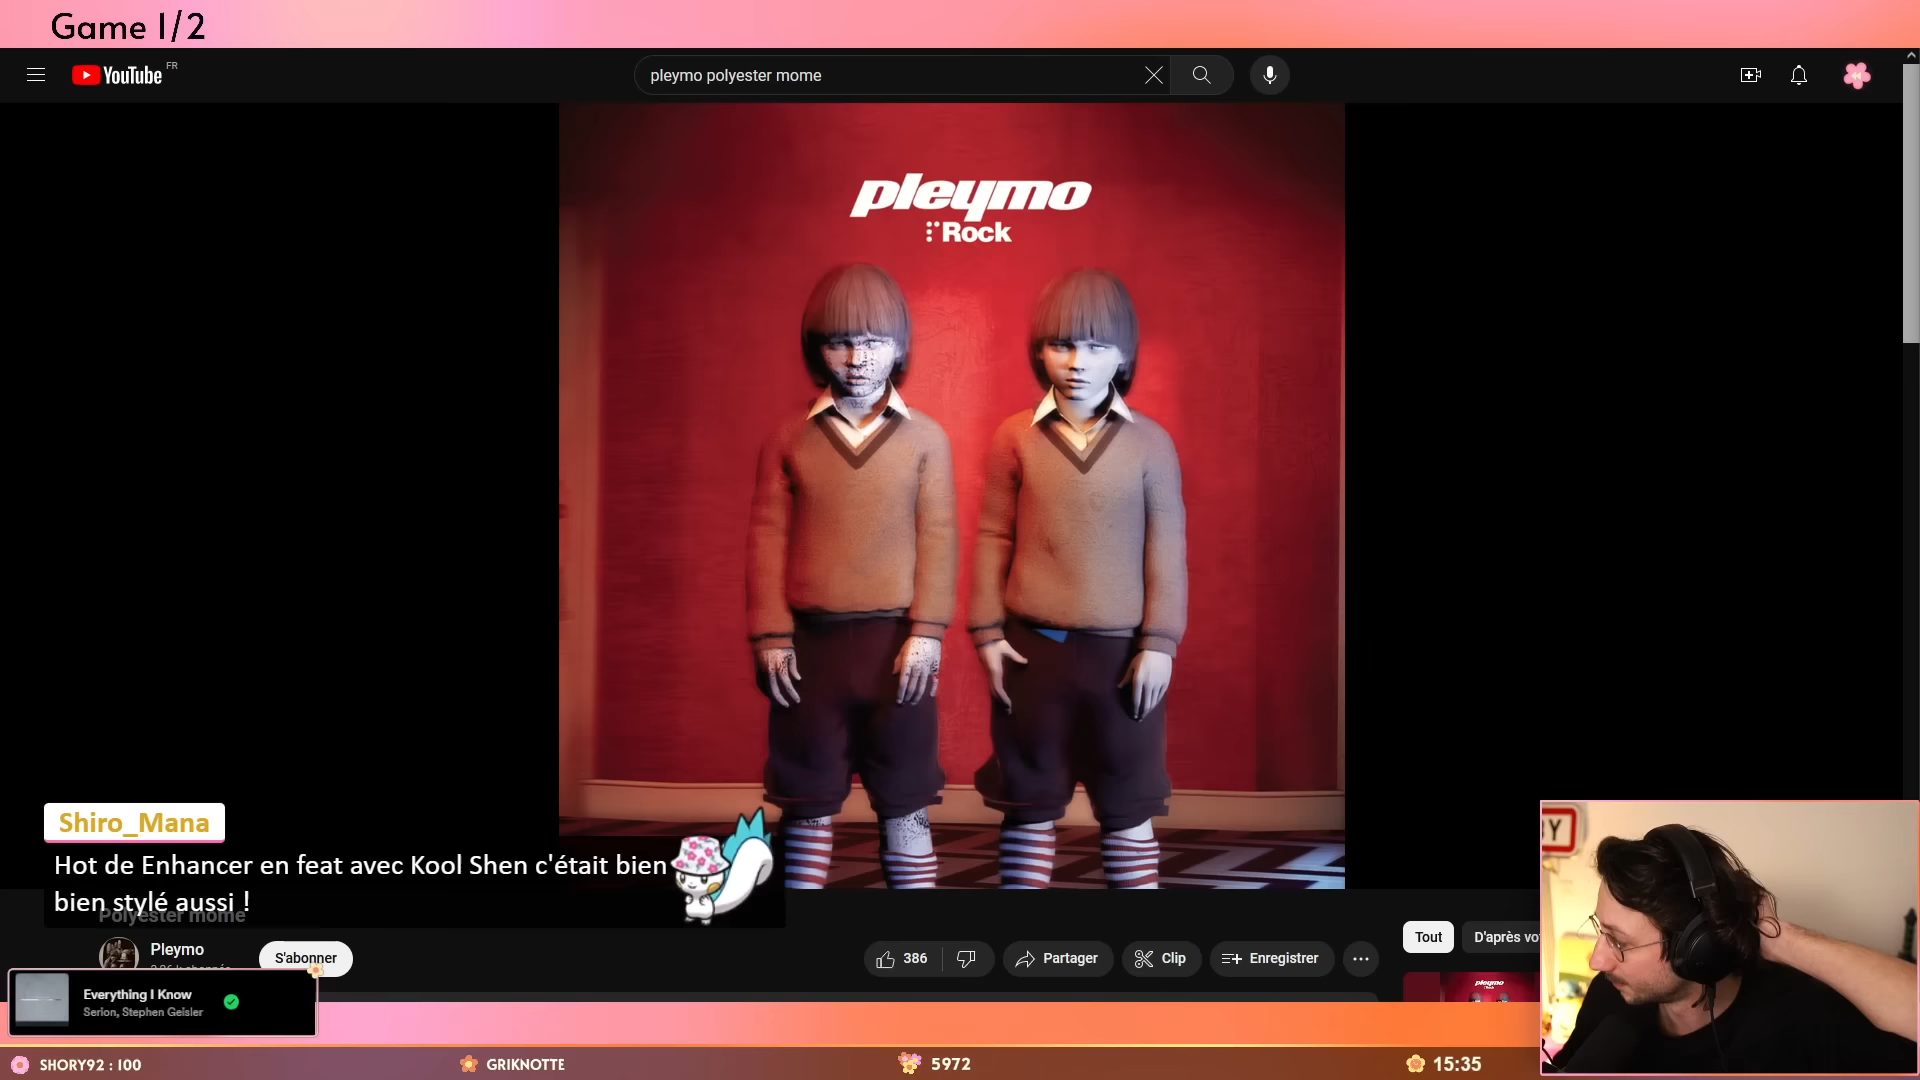 Game 1/2
YouTube FR
pleymo polyester mome
pleymo
Rock
Shiro_Mana
Hot de Enhancer en feat avec Kool Shen c'était bien
bien stylé aussi !
Polyester mome
Pleymo
S'abonner
386
Partager
Clip
Enregistrer
Tout
D'après vo
pleymo
Everything I Know
Serlon, Stephen Geisler
SHORY92 : 100
GRIKNOTTE
5972
15:35